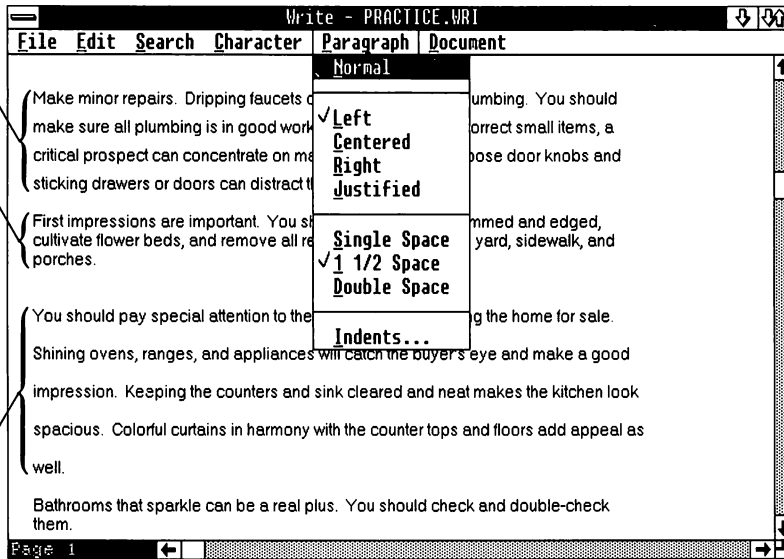 Write - PRACTICE.WRI
File Edit Search Character Paragraph Document
Normal
Left
Centered
Right
Justified
Single Space
1 1/2 Space
Double Space
Indents...
Make minor repairs. Dripping faucets umbing. You should
make sure all plumbing is in good work orrect small items, a
critical prospect can concentrate on ma ose door knobs and
sticking drawers or doors can distract t
First impressions are important. You sh mmed and edged,
cultivate flower beds, and remove all re yard, sidewalk, and
porches.
You should pay special attention to the g the home for sale.
Shining ovens, ranges, and appliances will catch the buyer's eye and make a good
impression. Keeping the counters and sink cleared and neat makes the kitchen look
spacious. Colorful curtains in harmony with the counter tops and floors add appeal as
well.
Bathrooms that sparkle can be a real plus. You should check and double-check
them.
Page 1